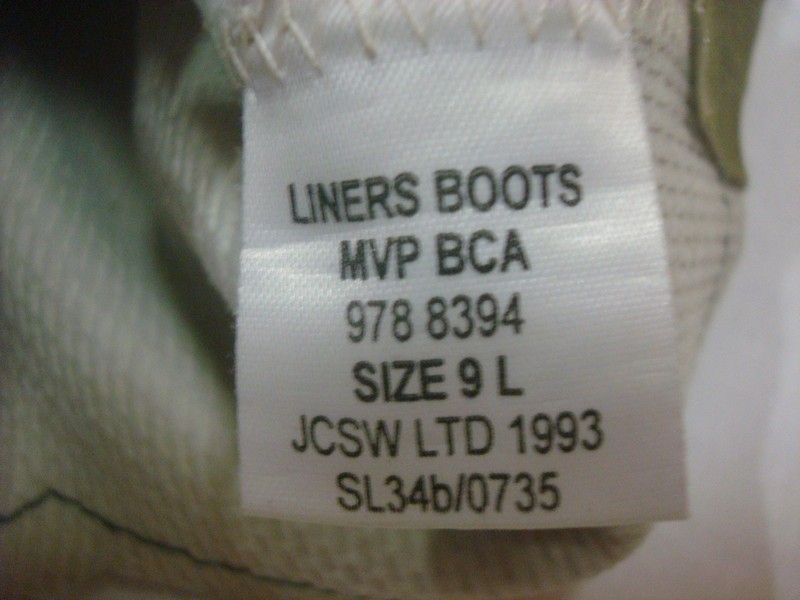 LINERS BOOTS
MVP BCA
978 8394
SIZE 9 L
JCSW LTD 1993
SL34b/0735